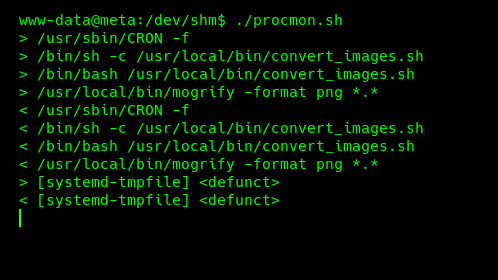 www-data@meta:/dev/shm$ ./procmon.sh
> /usr/sbin/CRON -f
> /bin/sh -c /usr/local/bin/convert_images.sh
> /bin/bash /usr/local/bin/convert_images.sh
> /usr/local/bin/mogrify -format png *.*
< /usr/sbin/CRON -f
< /bin/sh -c /usr/local/bin/convert_images.sh
< /bin/bash /usr/local/bin/convert_images.sh
< /usr/local/bin/mogrify -format png *.*
> [systemd-tmpfile] <defunct>
< [systemd-tmpfile] <defunct>